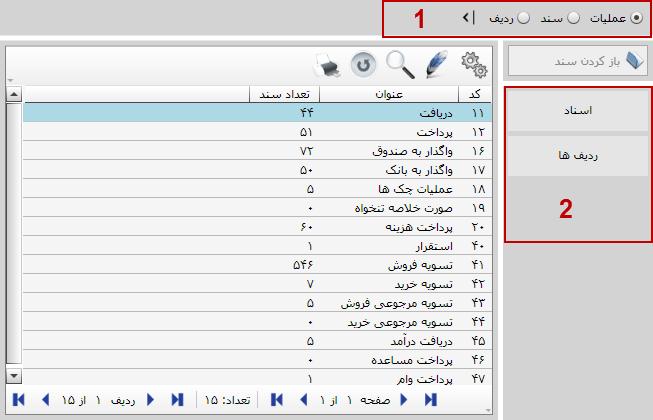 عملیات سند ردیف >| 1
باز کردن سند
اسناد
ردیف ها
2
کد عنوان تعداد سند
۱۱ دریافت ۴۴
۱۲ پرداخت ۵۱
۱۶ واگذار به صندوق ۷۲
۱۷ واگذار به بانک ۵۰
۱۸ عملیات چک ها ۵
۱۹ صورت خلاصه تنخواه ۰
۲۰ پرداخت هزینه ۶۰
۴۰ استقرار ۱
۴۱ تسویه فروش ۵۴۶
۴۲ تسویه خرید ۷
۴۳ تسویه مرجوعی فروش ۵
۴۴ تسویه مرجوعی خرید ۰
۴۵ دریافت درآمد ۵
۴۶ پرداخت مساعده ۰
۴۷ پرداخت وام ۱
صفحه ۱ از ۱ تعداد: ۱۵ ردیف ۱ از ۱۵